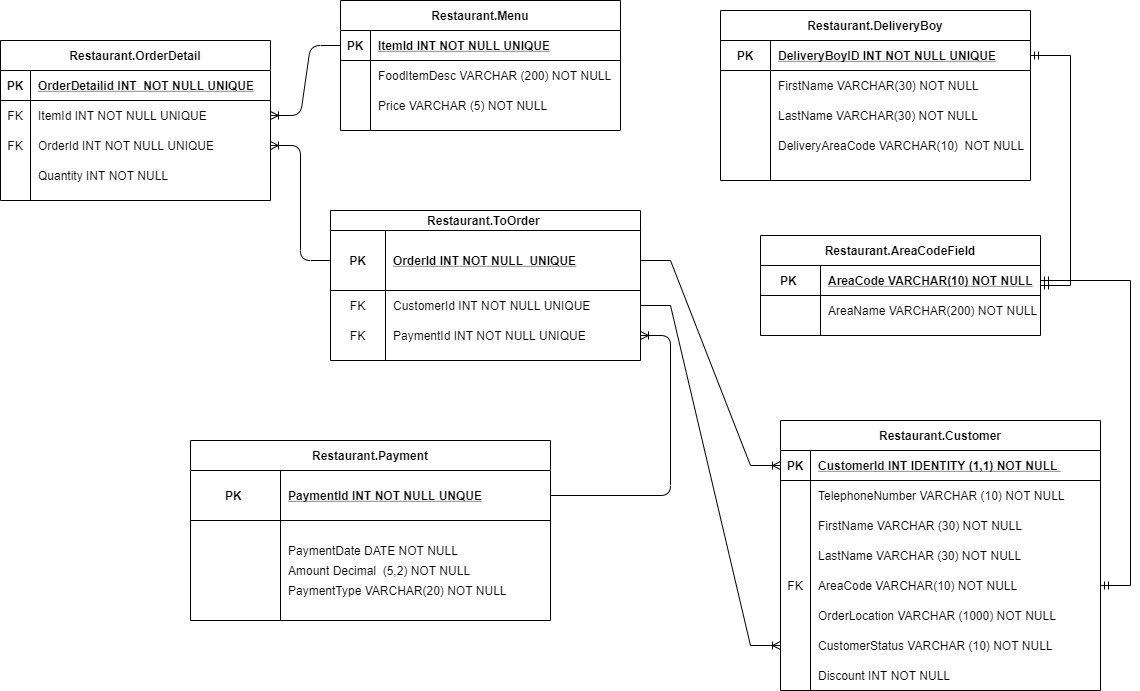 Restaurant.OrderDetail
PK OrderDetailid INT  NOT NULL UNIQUE
FK ItemId INT NOT NULL UNIQUE
FK OrderId INT NOT NULL UNIQUE
Quantity INT NOT NULL
Restaurant.Menu
PK ItemId INT NOT NULL UNIQUE
FoodItemDesc VARCHAR (200) NOT NULL
Price VARCHAR (5) NOT NULL
Restaurant.DeliveryBoy
PK DeliveryBoyID INT NOT NULL UNIQUE
FirstName VARCHAR(30) NOT NULL
LastName VARCHAR(30) NOT NULL
DeliveryAreaCode VARCHAR(10)  NOT NULL
Restaurant.ToOrder
PK OrderId INT NOT NULL  UNIQUE
FK CustomerId INT NOT NULL UNIQUE
FK PaymentId INT NOT NULL UNIQUE
Restaurant.AreaCodeField
PK AreaCode VARCHAR(10) NOT NULL
AreaName VARCHAR(200) NOT NULL
Restaurant.Payment
PK PaymentId INT NOT NULL UNQUE
PaymentDate DATE NOT NULL
Amount Decimal  (5,2) NOT NULL
PaymentType VARCHAR(20) NOT NULL
Restaurant.Customer
PK CustomerId INT IDENTITY (1,1) NOT NULL
TelephoneNumber VARCHAR (10) NOT NULL
FirstName VARCHAR (30) NOT NULL
LastName VARCHAR (30) NOT NULL
FK AreaCode VARCHAR(10) NOT NULL
OrderLocation VARCHAR (1000) NOT NULL
CustomerStatus VARCHAR (10) NOT NULL
Discount INT NOT NULL